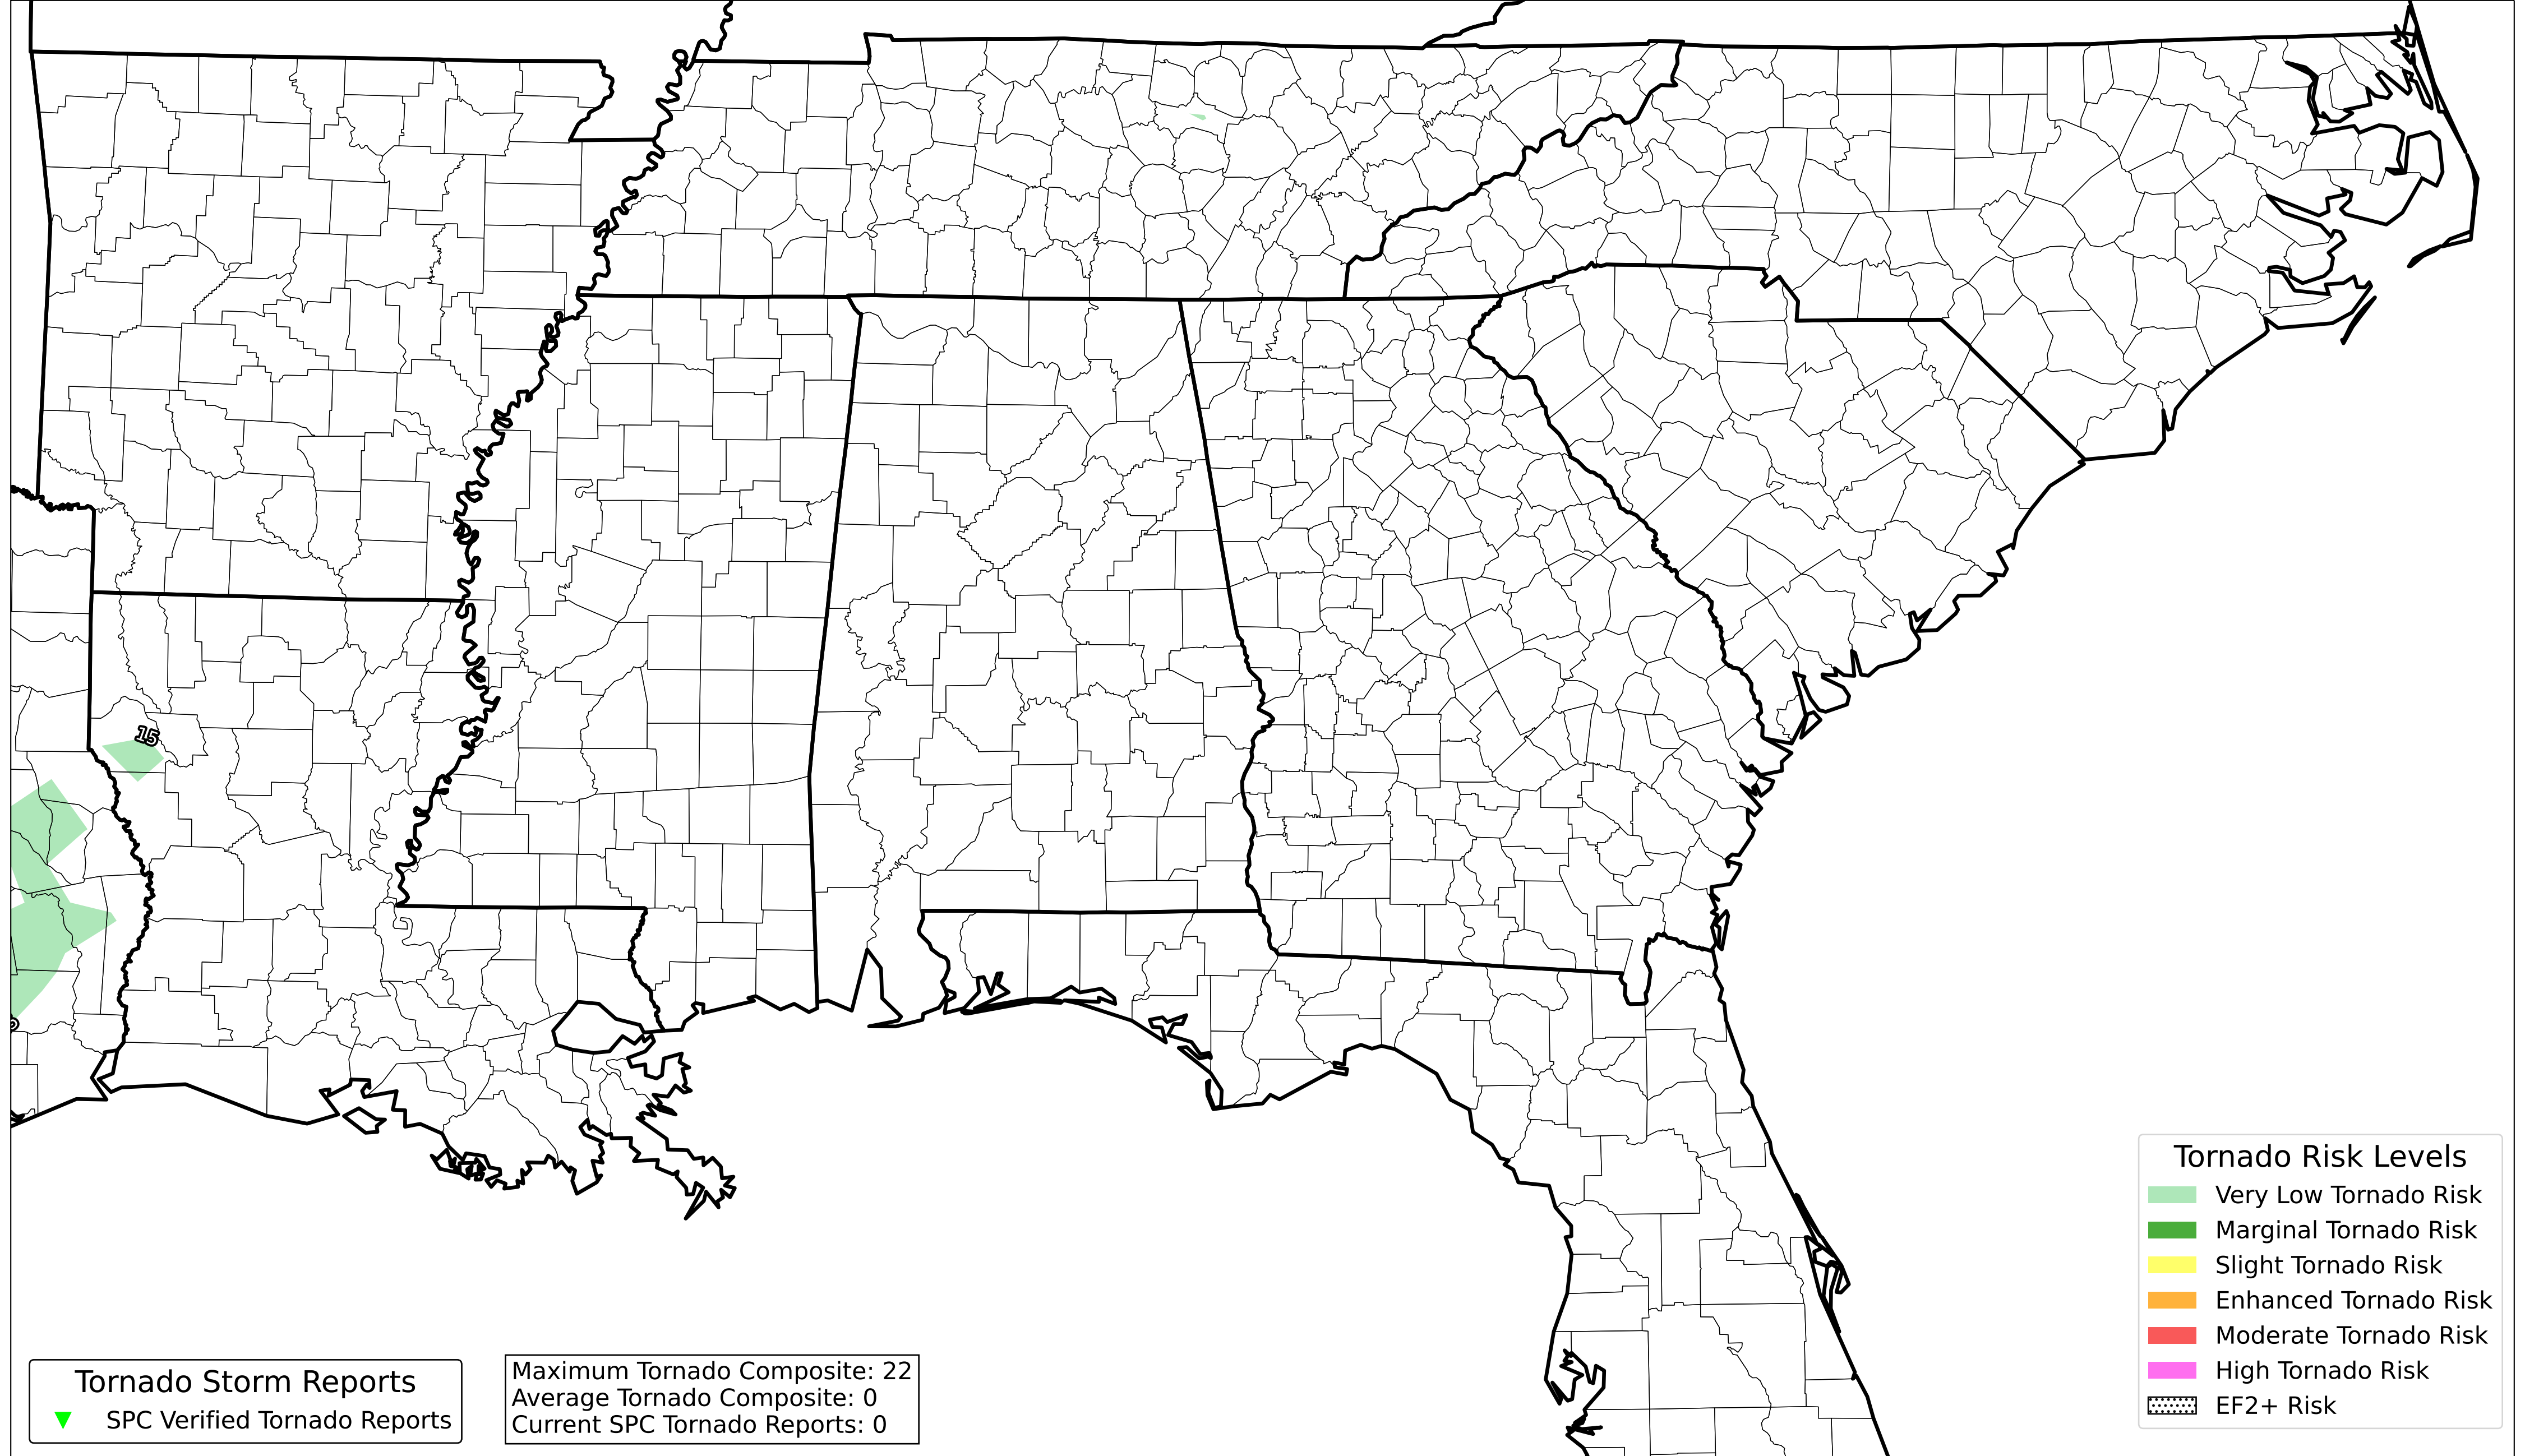 15
Tornado Risk Levels
Very Low Tornado Risk
Marginal Tornado Risk
Slight Tornado Risk
Enhanced Tornado Risk
Moderate Tornado Risk
High Tornado Risk
EF2+ Risk
Tornado Storm Reports
SPC Verified Tornado Reports
Maximum Tornado Composite: 22
Average Tornado Composite: 0
Current SPC Tornado Reports: 0